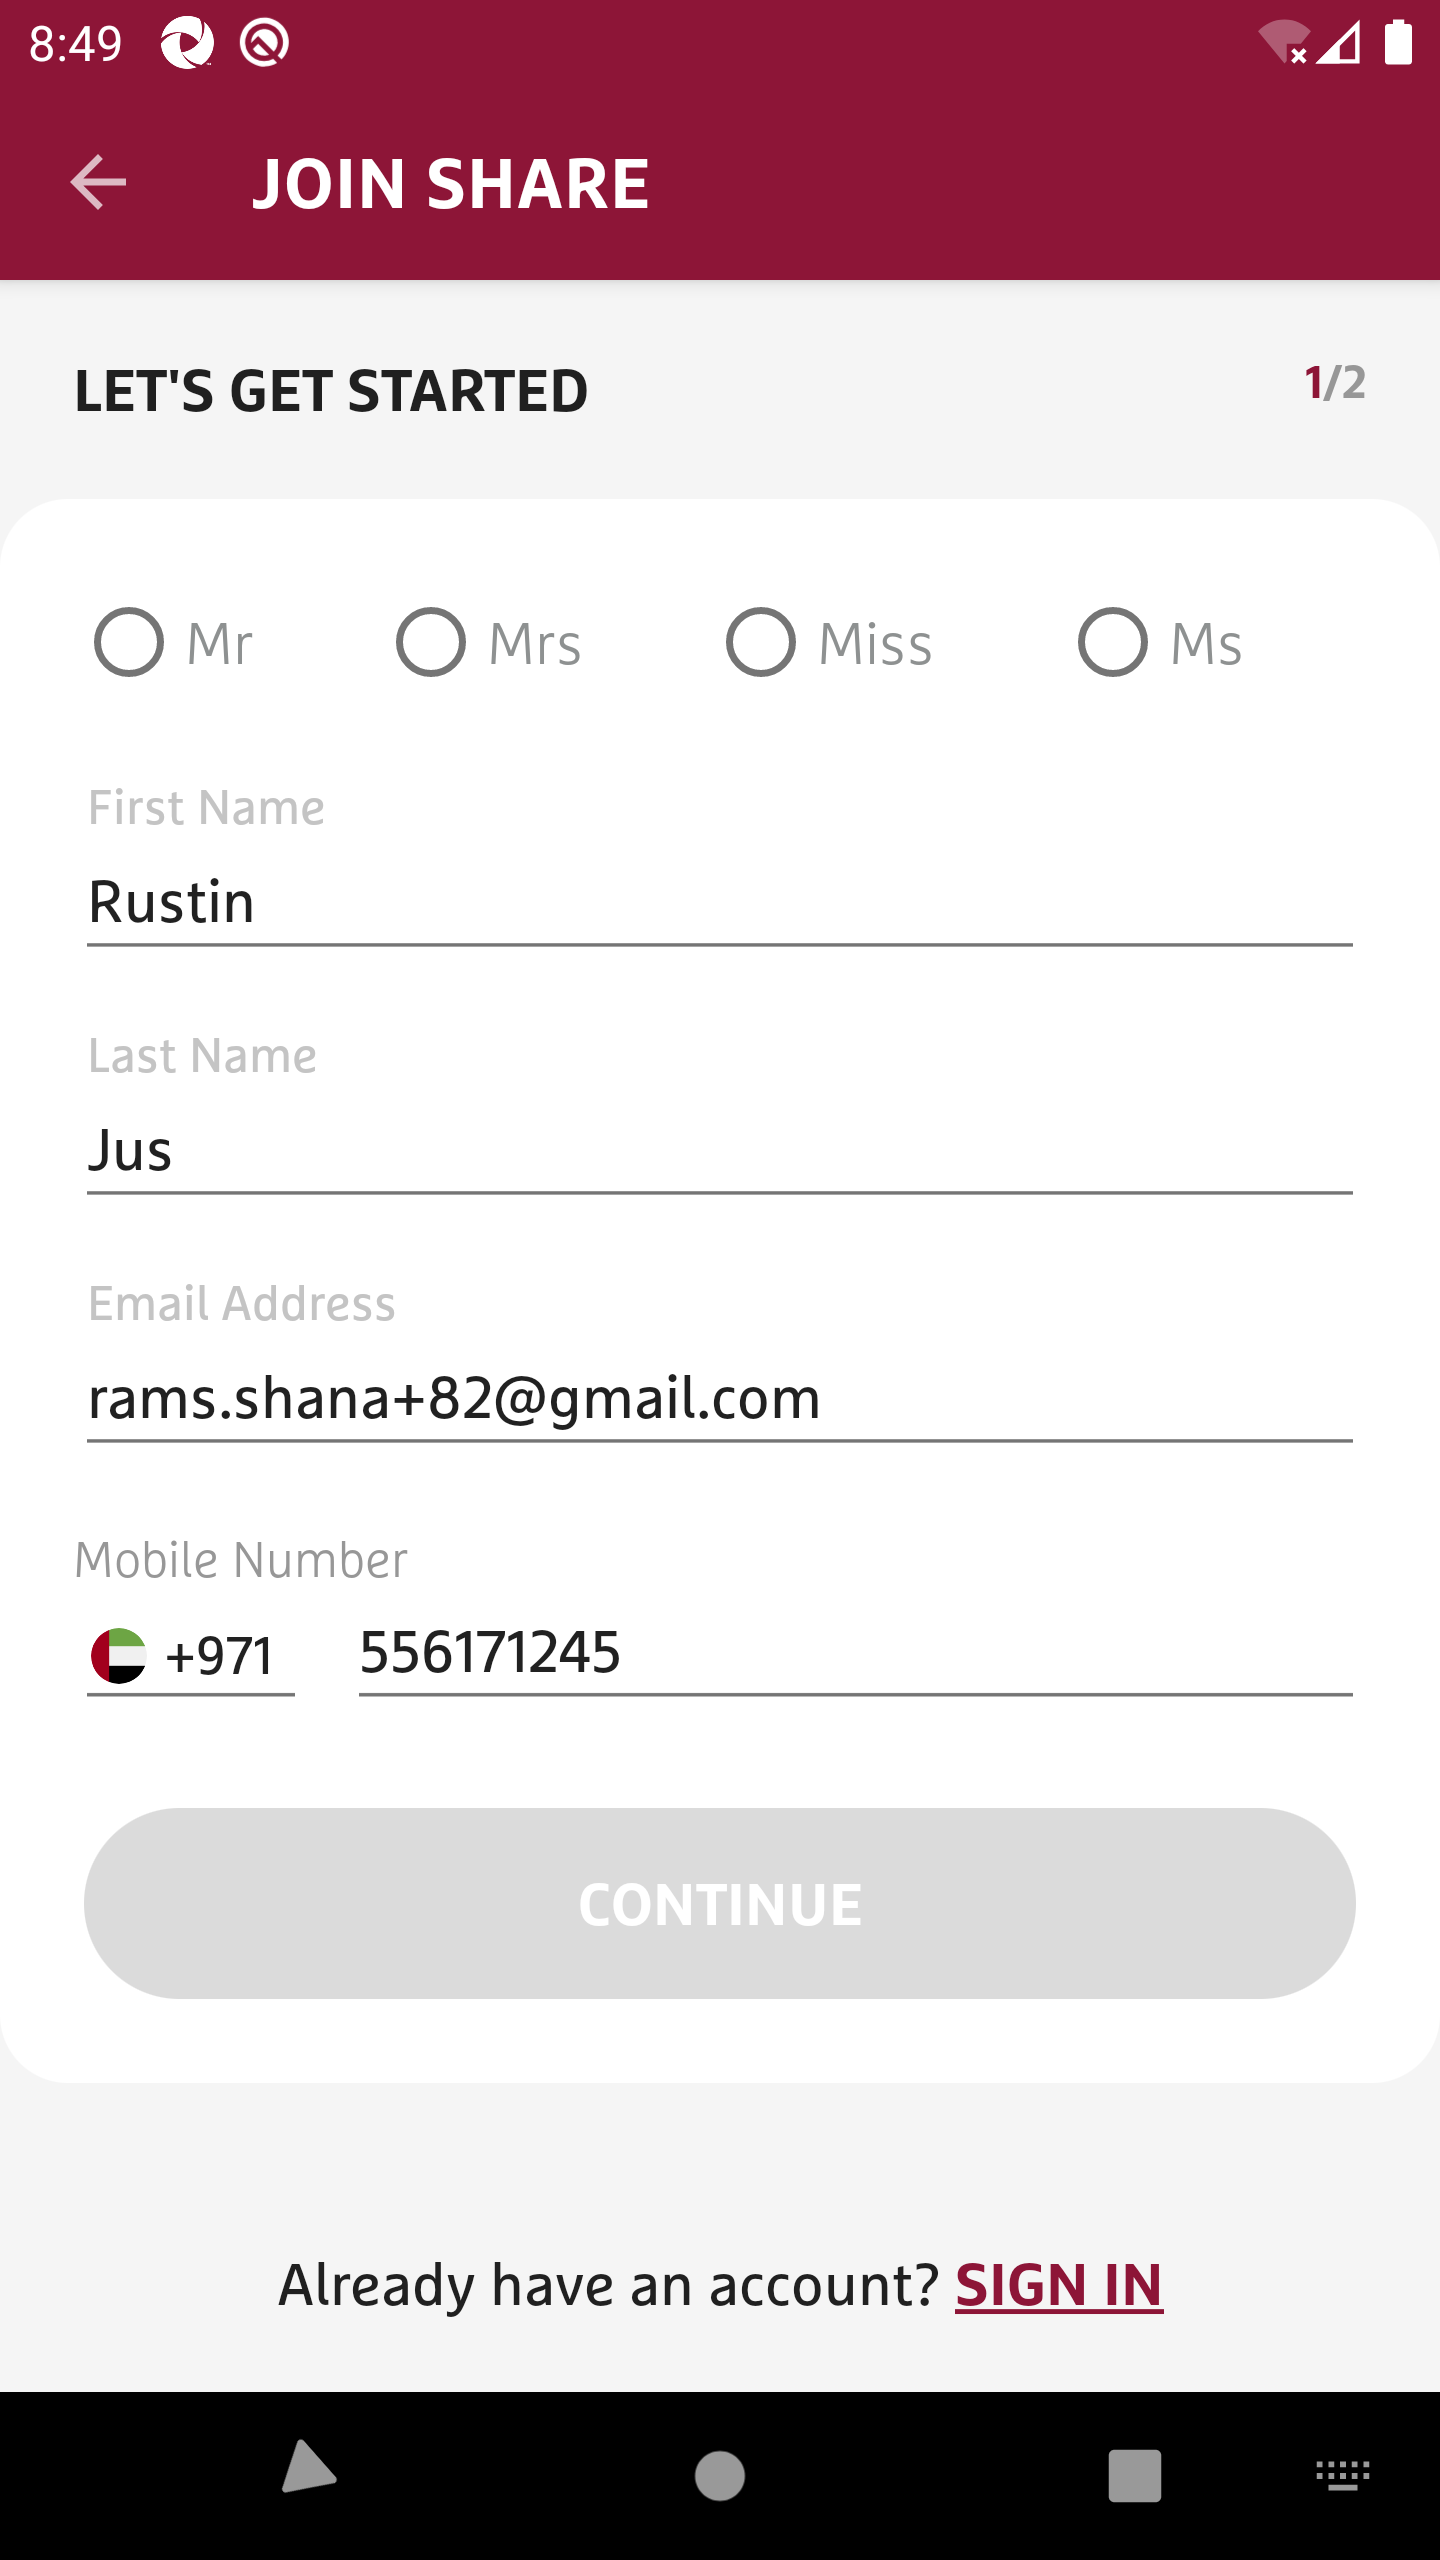 8:49
JOIN SHARE
LET'S GET STARTED
1/2
Mr Mrs Miss Ms
First Name
Rustin
Last Name
Jus
Email Address
rams.shana+82@gmail.com
Mobile Number
+971 556171245
CONTINUE
Already have an account? SIGN IN